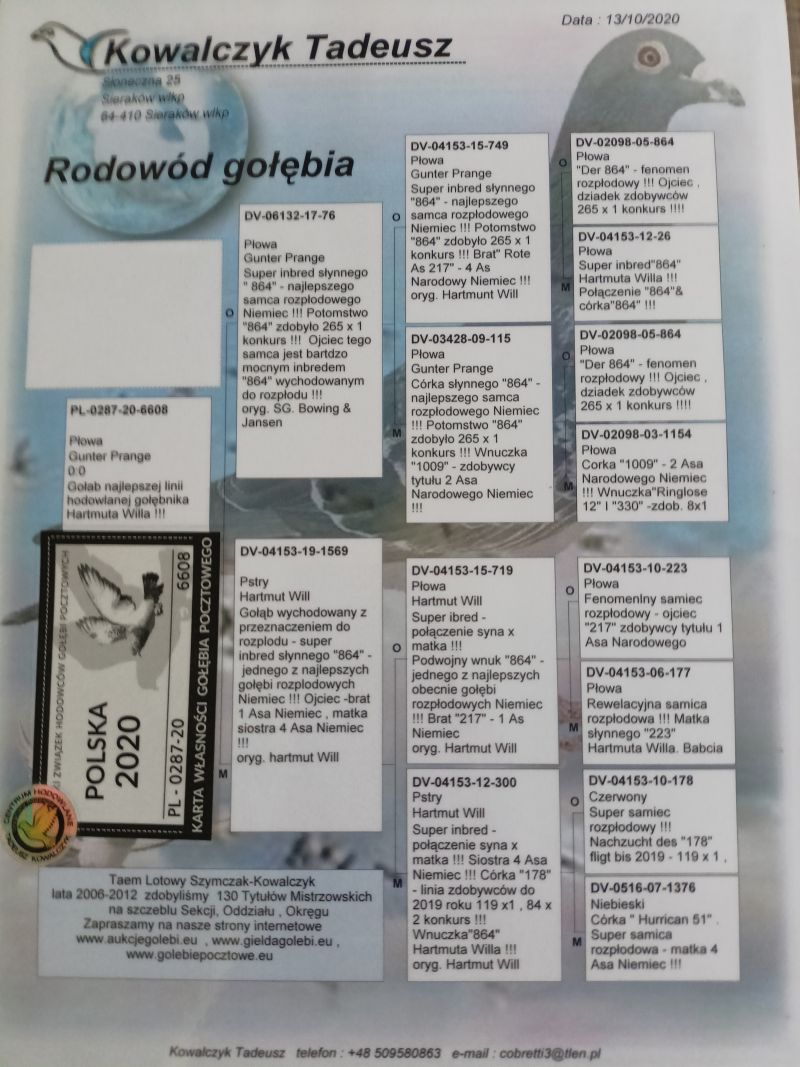 Data : 13/10/2020
Kowalczyk Tadeusz
Słoneczna 25
Sieraków wlkp
64-410 Sieraków wlkp
Rodowód gołębia
PL-0287-20-6608
Płowa
Gunter Prange
0:0
Gołab najlepszej linii
hodowlanej gołębnika
Hartmuta Willa !!!
DV-06132-17-76
Płowa
Gunter Prange
Super inbred słynnego
" 864" - najlepszego
samca rozpłodowego
Niemiec !!! Potomstwo
"864" zdobyło 265 x 1
konkurs !!!  Ojciec tego
samca jest bartdzo
mocnym inbredem
"864" wychodowanym
do rozpłodu !!!
oryg. SG. Bowing &
Jansen
DV-04153-19-1569
Pstry
Hartmut Will
Gołąb wychodowany z
przeznaczeniem do
rozplodu - super
inbred słynnego "864" -
jednego z najlepszych
gołębi rozplodowych
Niemiec !!! Ojciec -brat
1 Asa Niemiec , matka
siostra 4 Asa Niemiec
!!!
oryg. hartmut Will
O
M
DV-04153-15-749
Płowa
Gunter Prange
Super inbred słynnego
"864" - najlepszego
samca rozpłodowego
Niemiec !!! Potomstwo
"864" zdobyło 265 x 1
konkurs !!! Brat" Rote
As 217" - 4 As
Narodowy Niemiec !!!
oryg. Hartmunt Will
DV-03428-09-115
Płowa
Gunter Prange
Córka słynnego "864" -
najlepszego samca
rozpłodowego Niemiec
!!! Potomstwo "864"
zdobyło 265 x 1
konkurs !!! Wnuczka
"1009" - zdobywcy
tytułu 2 Asa
Narodowego Niemiec
!!!
DV-04153-15-719
Płowa
Hartmut Will
Super ibred -
połączenie syna x
matka !!!
Podwojny wnuk "864" -
jednego z najlepszych
obecnie gołębi
rozpłodowych Niemiec
!!! Brat "217" - 1 As
Niemiec
oryg. Hartmut Will
DV-04153-12-300
Pstry
Hartmut Will
Super inbred -
połączenie syna x
matka !!! Siostra 4 Asa
Niemiec !!! Córka "178"
- linia zdobywców do
2019 roku 119 x1 , 84 x
2 konkurs !!!
Wnuczka"864"
Hartmuta Willa !!!
oryg. Hartmut Will
O
M
O
M
DV-02098-05-864
Płowa
"Der 864" - fenomen
rozpłodowy !!! Ojciec ,
dziadek zdobywców
265 x 1 konkurs !!!!
DV-04153-12-26
Płowa
Super inbred"864"
Hartmuta Willa !!!
Połączenie "864"&
córka"864" !!!
DV-02098-05-864
Płowa
"Der 864" - fenomen
rozpłodowy !!! Ojciec ,
dziadek zdobywców
265 x 1 konkurs !!!!
DV-02098-03-1154
Płowa
Corka "1009" - 2 Asa
Narodowego Niemiec
!!! Wnuczka"Ringlose
12" I "330" -zdob. 8x1
DV-04153-10-223
Płowa
Fenomenlny samiec
rozpłodowy - ojciec
"217" zdobywcy tytułu 1
Asa Narodowego
DV-04153-06-177
Płowa
Rewelacyjna samica
rozpłodowa !!! Matka
słynnego "223"
Hartmuta Willa. Babcia
DV-04153-10-178
Czerwony
Super samiec
rozpłodowy !!!
Nachzucht des "178"
fligt bis 2019 - 119 x 1 ,
DV-0516-07-1376
Niebieski
Córka " Hurrican 51" .
Super samica
rozpłodowa - matka 4
Asa Niemiec !!!
O
M
O
M
O
M
O
M
ZWIĄZEK HODOWCÓW GOŁĘBI POCZTOWYCH
POLSKA
2020
PL - 0287-20
6608
KARTA WŁASNOŚCI GOŁĘBIA POCZTOWEGO
CENTRUM HODOWLANE
TADEUSZ KOWALCZYK
Taem Lotowy Szymczak-Kowalczyk
lata 2006-2012  zdobyliśmy  130 Tytułów Mistrzowskich
na szczeblu Sekcji, Oddziału , Okręgu
Zapraszamy na nasze strony internetowe
www.aukcjegolebi.eu  , www.gieldagolebi.eu ,
www.golebiepocztowe.eu
Kowalczyk Tadeusz   telefon : +48 509580863   e-mail : cobretti3@tlen.pl